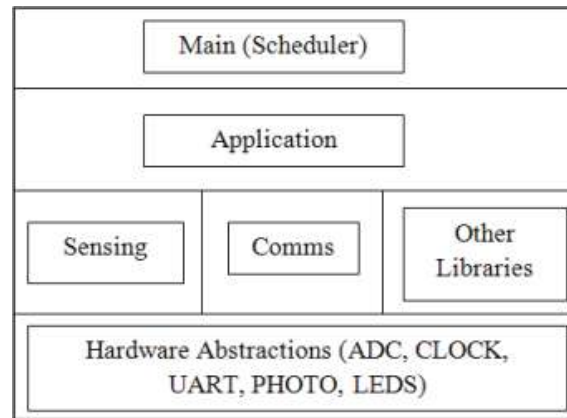 Main (Scheduler)
Application
Sensing
Comms
Other
Libraries
Hardware Abstractions (ADC, CLOCK,
UART, PHOTO, LEDS)